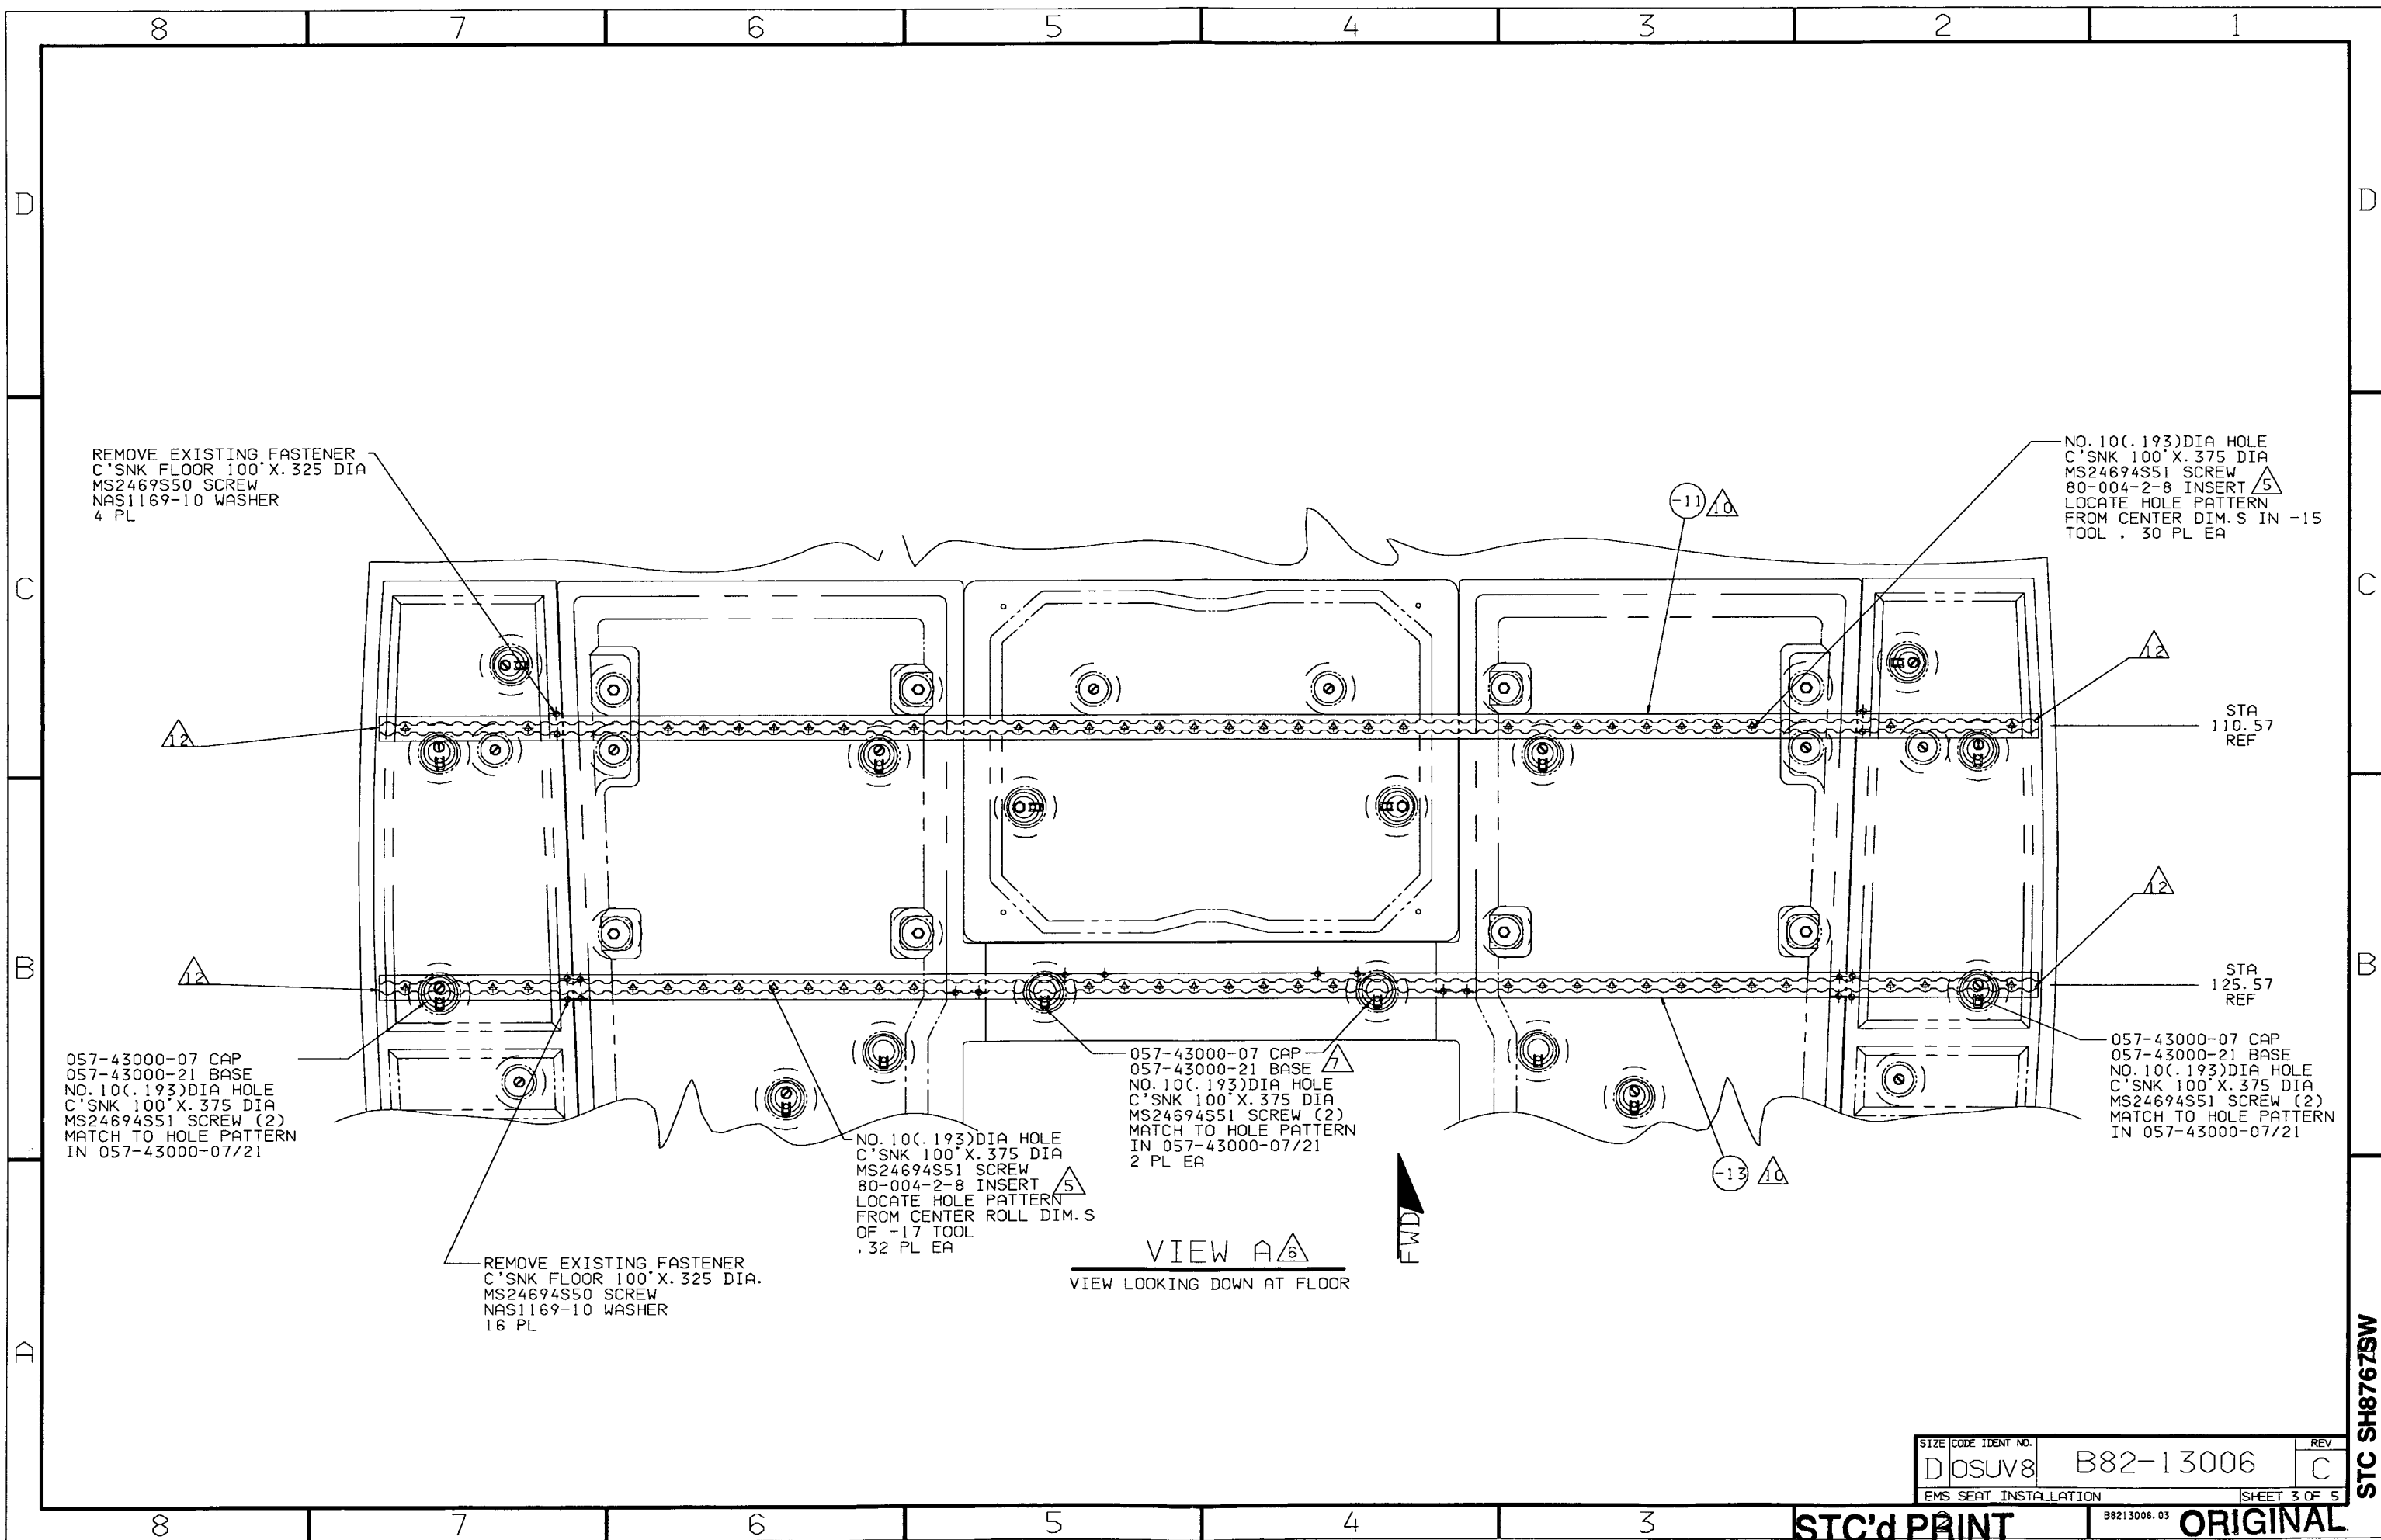 8 7 6 5 4 3 2 1
D
D
REMOVE EXISTING FASTENER
C'SNK FLOOR 100°X.325 DIA
MS2469S50 SCREW
NAS1169-10 WASHER
4 PL
-11 10
NO.10(.193)DIA HOLE
C'SNK 100°X.375 DIA
MS24694S51 SCREW
80-004-2-8 INSERT 5
LOCATE HOLE PATTERN
FROM CENTER DIM.S IN -15
TOOL . 30 PL EA
C
C
12
12
STA
110.57
REF
12
12
B
B
STA
125.57
REF
057-43000-07 CAP
057-43000-21 BASE
NO.10(.193)DIA HOLE
C'SNK 100°X.375 DIA
MS24694S51 SCREW (2)
MATCH TO HOLE PATTERN
IN 057-43000-07/21
NO.10(.193)DIA HOLE
C'SNK 100°X.375 DIA
MS24694S51 SCREW
80-004-2-8 INSERT 5
LOCATE HOLE PATTERN
FROM CENTER ROLL DIM.S
OF -17 TOOL
.32 PL EA
057-43000-07 CAP
057-43000-21 BASE 7
NO.10(.193)DIA HOLE
C'SNK 100°X.375 DIA
MS24694S51 SCREW (2)
MATCH TO HOLE PATTERN
IN 057-43000-07/21
2 PL EA
057-43000-07 CAP
057-43000-21 BASE
NO.10(.193)DIA HOLE
C'SNK 100°X.375 DIA
MS24694S51 SCREW (2)
MATCH TO HOLE PATTERN
IN 057-43000-07/21
-13 10
REMOVE EXISTING FASTENER
C'SNK FLOOR 100°X.325 DIA.
MS24694S50 SCREW
NAS1169-10 WASHER
16 PL
VIEW A 6
VIEW LOOKING DOWN AT FLOOR
FWD
A
STC SH8767SW
SIZE CODE IDENT NO. REV
D 0SUV8 B82-13006 C
EMS SEAT INSTALLATION SHEET 3 OF 5
8 7 6 5 4 3
STC'd PRINT B8213006.03 ORIGINAL